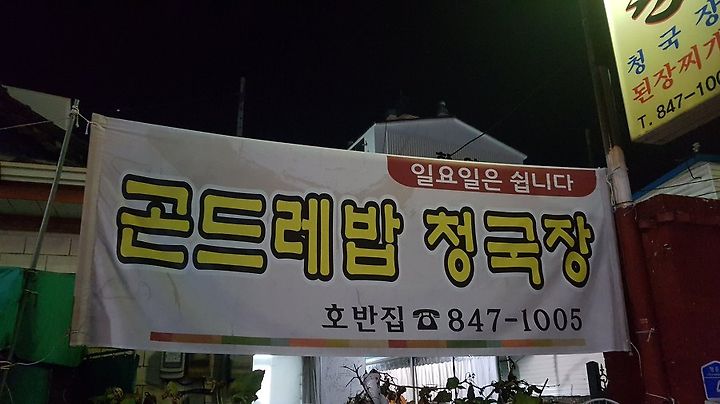 일요일은 쉽니다
곤드레밥 청국장
호반집 ☎ 847-1005
청국장
된장찌개
T. 847-100